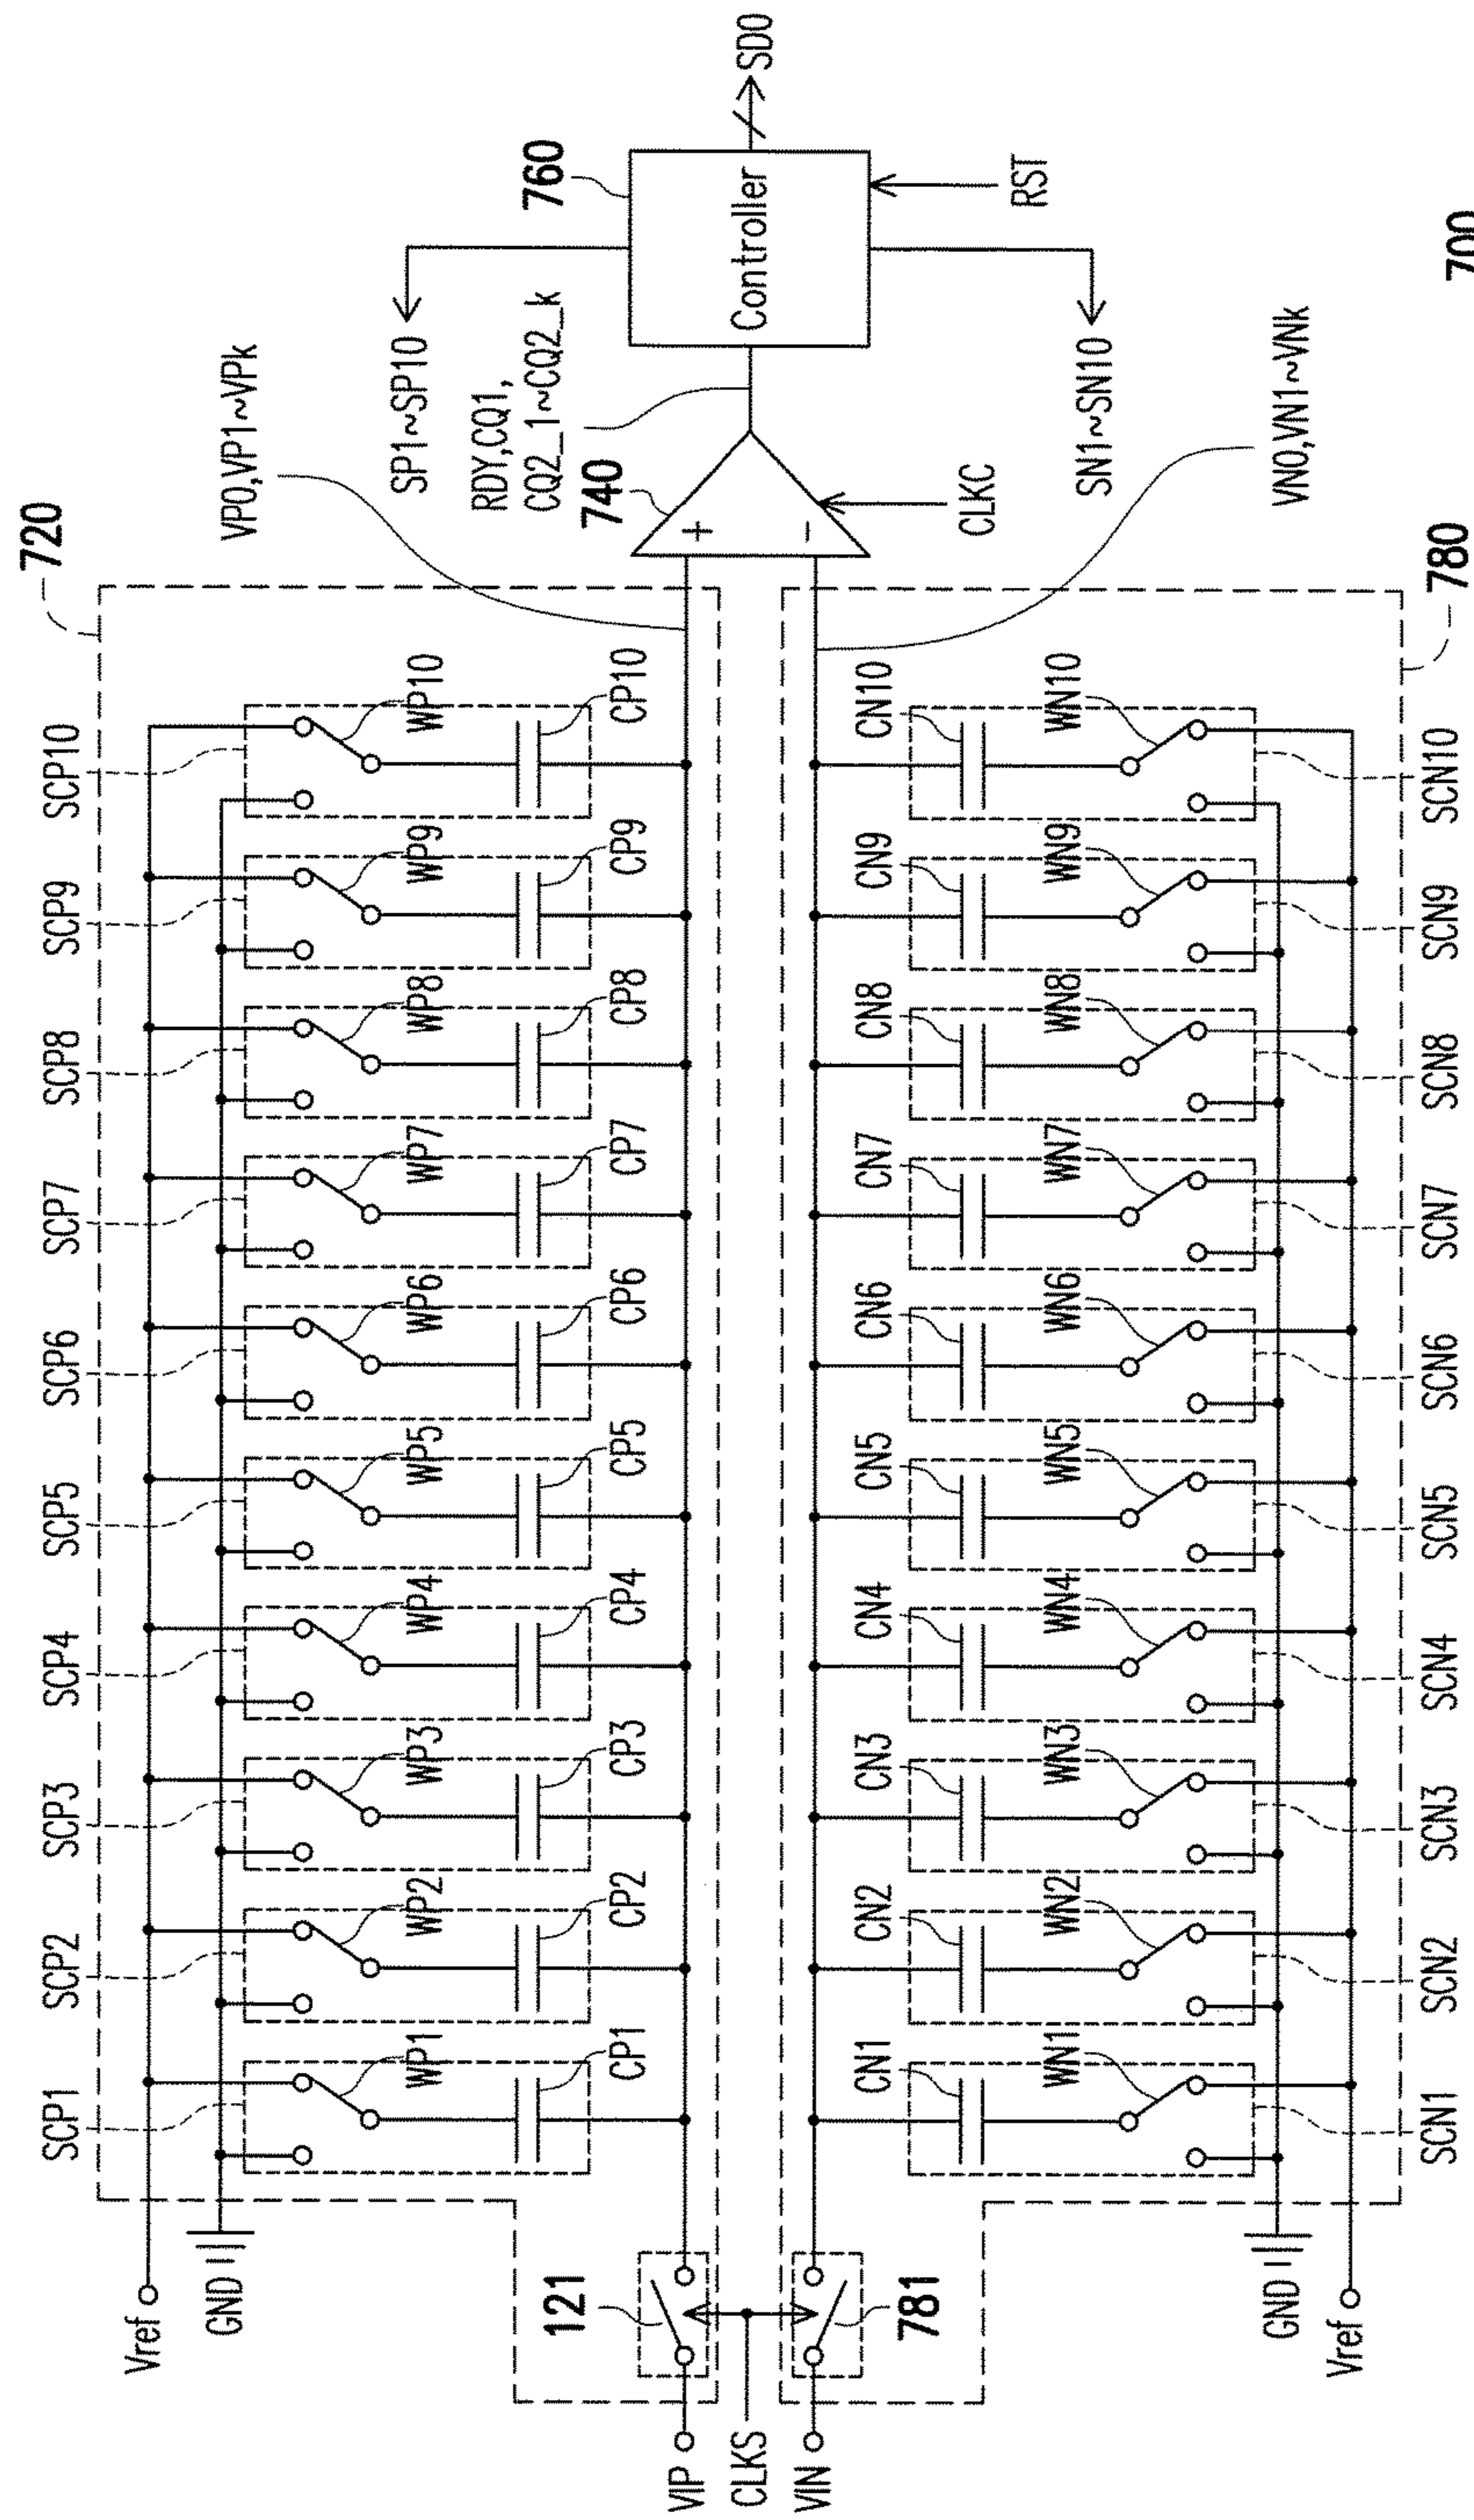 720
SCP1
SCP2
SCP3
SCP4
SCP5
SCP6
SCP7
SCP8
SCP9
SCP10
Vref
GND
WP1
WP2
WP3
WP4
WP5
WP6
WP7
WP8
WP9
WP10
CP1
CP2
CP3
CP4
CP5
CP6
CP7
CP8
CP9
CP10
VP0,VP1~VPk
SP1~SP10
RDY,CQ1,
CQ2_1~CQ2_k
760
740
121
VIP
CLKS
VIN
781
+
-
Controller
SDO
CLKC
RST
CN1
CN2
CN3
CN4
CN5
CN6
CN7
CN8
CN9
CN10
WN1
WN2
WN3
WN4
WN5
WN6
WN7
WN8
WN9
WN10
SN1~SN10
VN0,VN1~VNk
GND
Vref
SCN1
SCN2
SCN3
SCN4
SCN5
SCN6
SCN7
SCN8
SCN9
SCN10
780
700